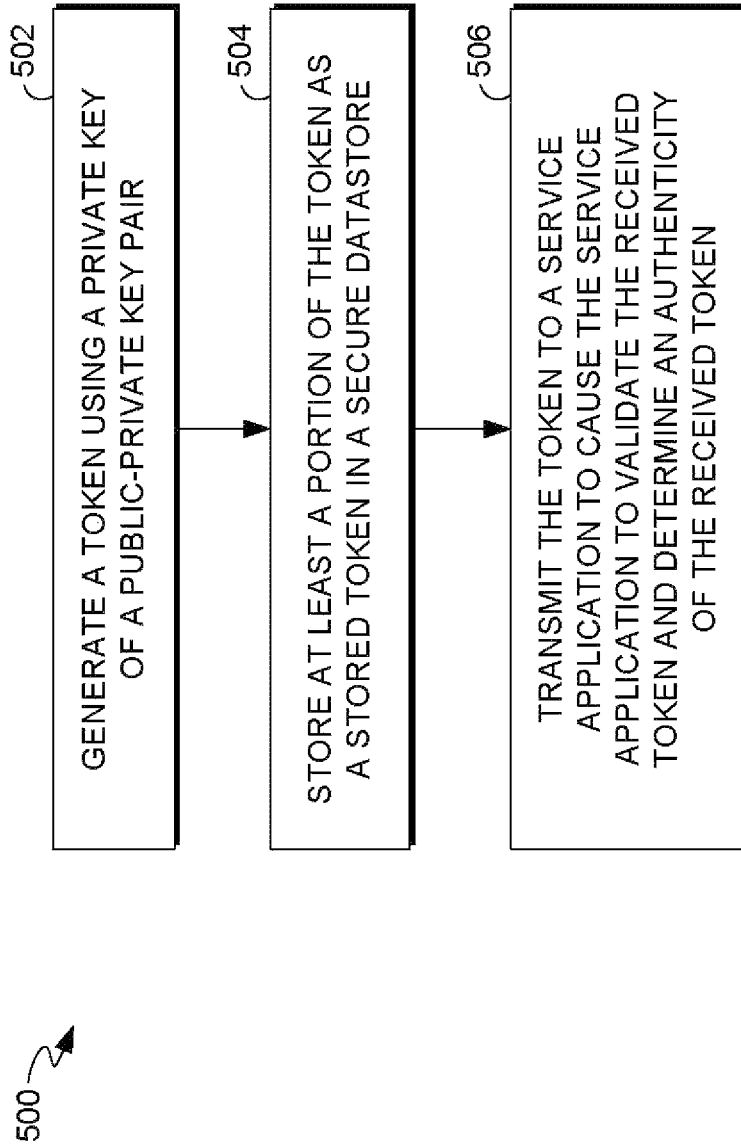 500
502
GENERATE A TOKEN USING A PRIVATE KEY
OF A PUBLIC-PRIVATE KEY PAIR
504
STORE AT LEAST A PORTION OF THE TOKEN AS
A STORED TOKEN IN A SECURE DATASTORE
506
TRANSMIT THE TOKEN TO A SERVICE
APPLICATION TO CAUSE THE SERVICE
APPLICATION TO VALIDATE THE RECEIVED
TOKEN AND DETERMINE AN AUTHENTICITY
OF THE RECEIVED TOKEN